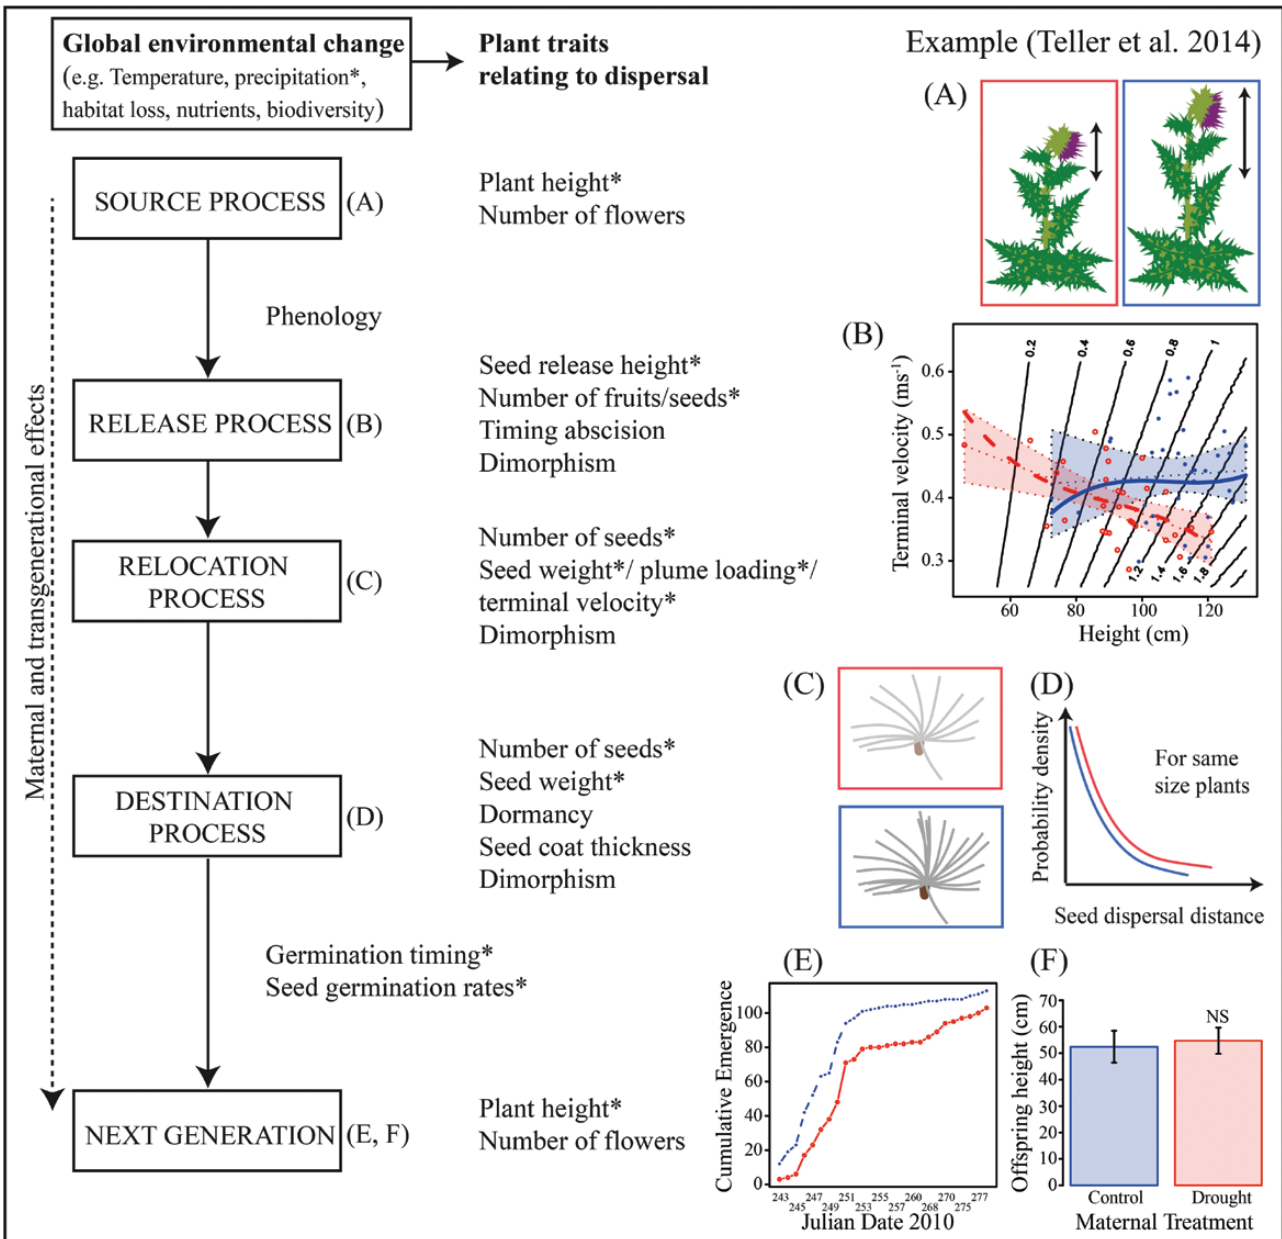 Global environmental change
(e.g. Temperature, precipitation*,
habitat loss, nutrients, biodiversity)
Plant traits
relating to dispersal
Example (Teller et al. 2014)
Maternal and transgenerational effects
SOURCE PROCESS
(A)
Plant height*
Number of flowers
Phenology
RELEASE PROCESS
(B)
Seed release height*
Number of fruits/seeds*
Timing abscision
Dimorphism
RELOCATION
PROCESS
(C)
Number of seeds*
Seed weight*/ plume loading*/
terminal velocity*
Dimorphism
DESTINATION
PROCESS
(D)
Number of seeds*
Seed weight*
Dormancy
Seed coat thickness
Dimorphism
Germination timing*
Seed germination rates*
NEXT GENERATION
(E, F)
Plant height*
Number of flowers
(A)
(B)
Terminal velocity (ms⁻¹)
0.6
0.5
0.4
0.3
0.2
0.4
0.6
0.8
1
1.2
1.4
1.6
1.8
60
80
100
120
Height (cm)
(C)
(D)
Probability density
For same
size plants
Seed dispersal distance
(E)
Cumulative Emergence
100
80
60
40
20
0
243
247
251
255
260
270
277
245
249
253
257
268
275
Julian Date 2010
(F)
Offspring height (cm)
70
60
50
40
30
20
10
0
NS
Control
Drought
Maternal Treatment